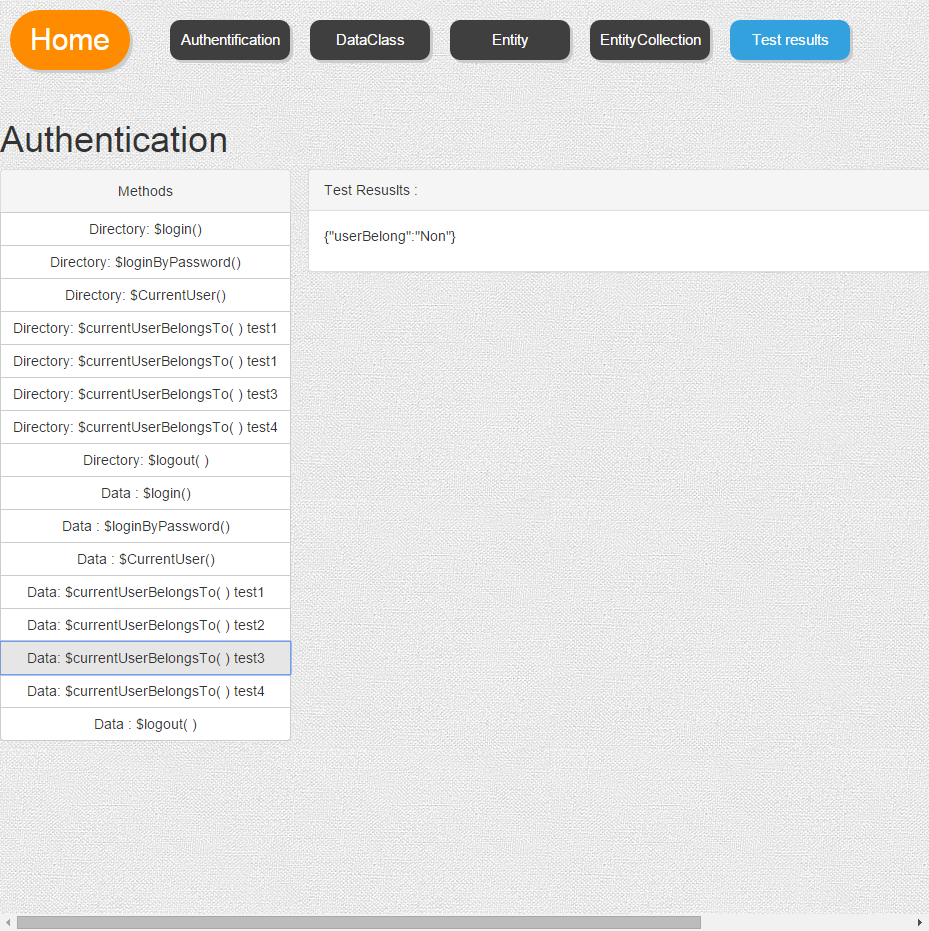 Home
Authentification
DataClass
Entity
EntityCollection
Test results
Authentication
Methods
Directory: $login()
Directory: $loginByPassword()
Directory: $CurrentUser()
Directory: $currentUserBelongsTo( ) test1
Directory: $currentUserBelongsTo( ) test1
Directory: $currentUserBelongsTo( ) test3
Directory: $currentUserBelongsTo( ) test4
Directory: $logout( )
Data : $login()
Data : $loginByPassword()
Data : $CurrentUser()
Data: $currentUserBelongsTo( ) test1
Data: $currentUserBelongsTo( ) test2
Data: $currentUserBelongsTo( ) test3
Data: $currentUserBelongsTo( ) test4
Data : $logout( )
Test Resuslts :
{"userBelong":"Non"}